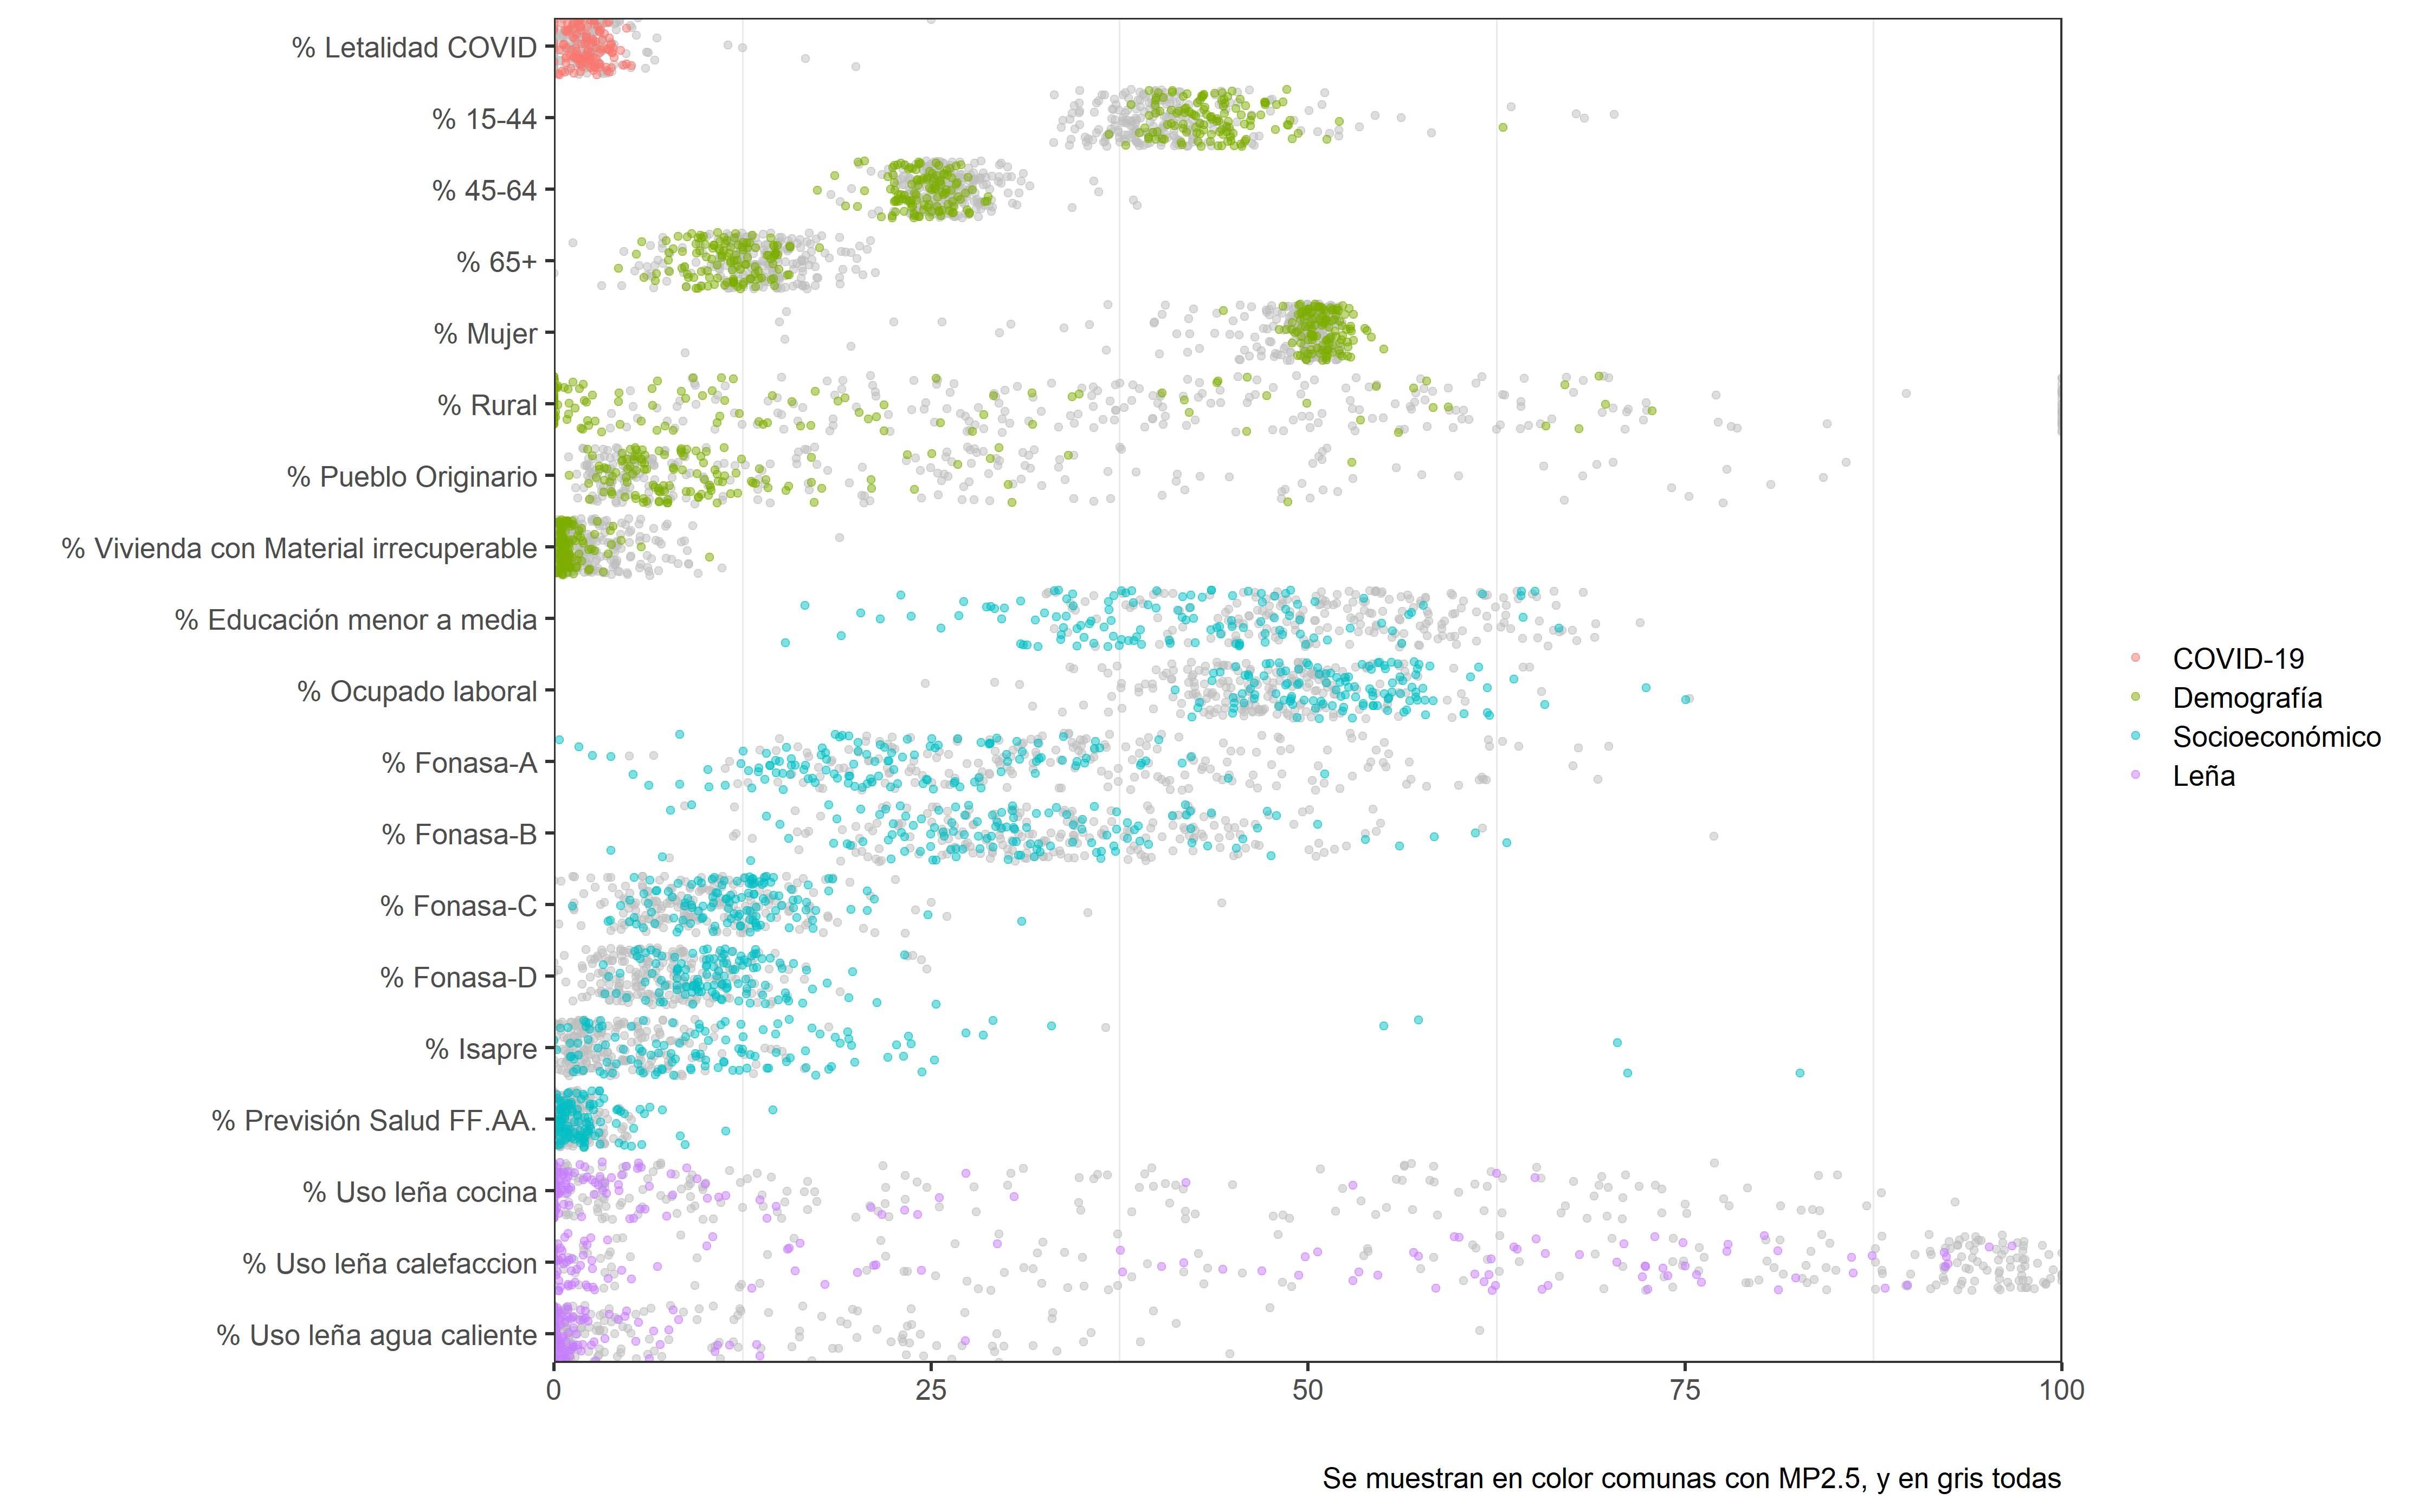 % Letalidad COVID
% 15-44
% 45-64
% 65+
% Mujer
% Rural
% Pueblo Originario
% Vivienda con Material irrecuperable
% Educación menor a media
% Ocupado laboral
% Fonasa-A
% Fonasa-B
% Fonasa-C
% Fonasa-D
% Isapre
% Previsión Salud FF.AA.
% Uso leña cocina
% Uso leña calefaccion
% Uso leña agua caliente
0 25 50 75 100
COVID-19
Demografía
Socioeconómico
Leña
Se muestran en color comunas con MP2.5, y en gris todas